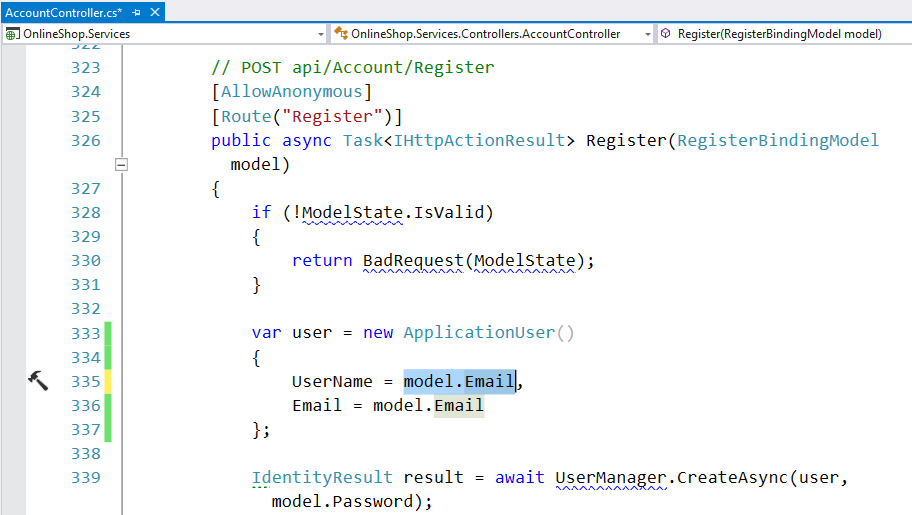 AccountController.cs*
OnlineShop.Services OnlineShop.Services.Controllers.AccountController Register(RegisterBindingModel model)
322
323 // POST api/Account/Register
324 [AllowAnonymous]
325 [Route("Register")]
326 public async Task<IHttpActionResult> Register(RegisterBindingModel
model)
327 {
328 if (!ModelState.IsValid)
329 {
330 return BadRequest(ModelState);
331 }
332
333 var user = new ApplicationUser()
334 {
335 UserName = model.Email,
336 Email = model.Email
337 };
338
339 IdentityResult result = await UserManager.CreateAsync(user,
model.Password);